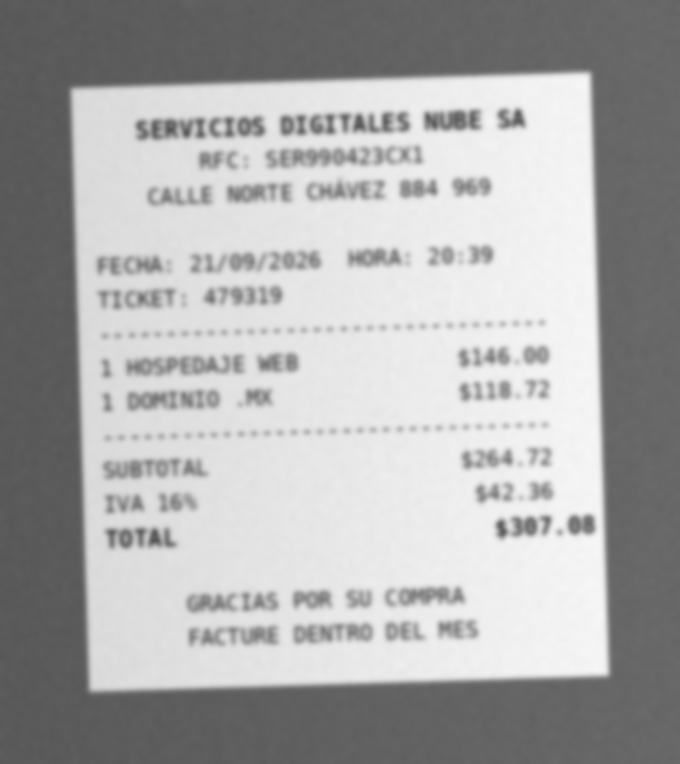 SERVICIOS DIGITALES NUBE SA
RFC: SER990423CX1
CALLE NORTE CHÁVEZ 884 969
FECHA: 21/09/2026 HORA: 20:39
TICKET: 479319
----------------------------------
1 HOSPEDAJE WEB $146.00
1 DOMINIO .MX $118.72
----------------------------------
SUBTOTAL $264.72
IVA 16% $42.36
TOTAL $307.08
GRACIAS POR SU COMPRA
FACTURE DENTRO DEL MES